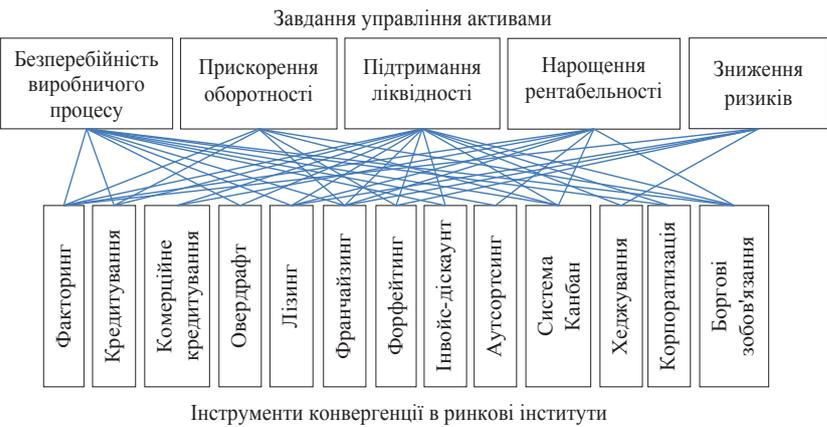 Завдання управління активами
Безперебійність
виробничого
процесу
Прискорення
оборотності
Підтримання
ліквідності
Нарощення
рентабельності
Зниження
ризиків
Факторинг
Кредитування
Комерційне
кредитування
Овердрафт
Лізинг
Франчайзинг
Форфейтинг
Інвойс-діскаунт
Аутсортсинг
Система
Канбан
Хеджування
Корпоратизація
Боргові
зобов'язання
Інструменти конвергенції в ринкові інститути